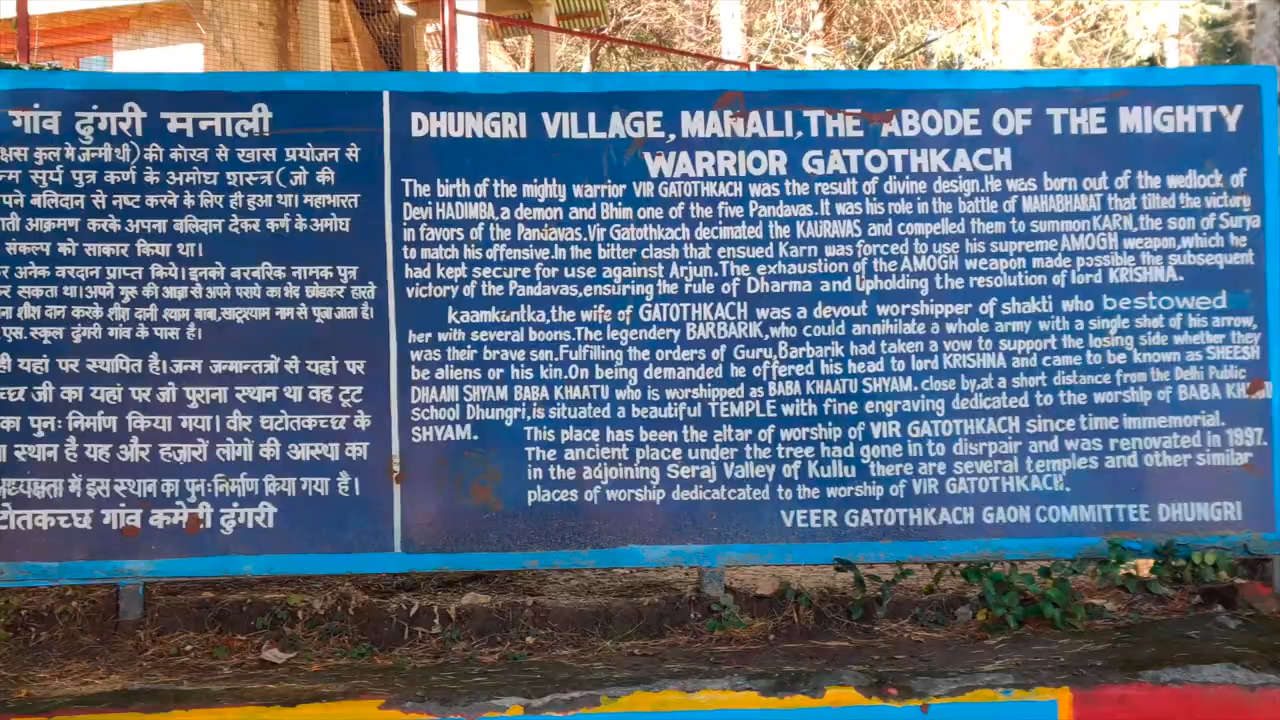 गांव ढुंगरी मनाली
क्षस कुल मे जन्मी थी) की कोख से खास प्रयोजन से
न्म सुर्य पुत्र कर्ण के अमोघ शास्त्र (जो की
पने बलिदान से नष्ट करने के लिए ही हुआ था। महाभारत
ती आक्रमण करके अपना बलिदान देकर कर्ण के अमोघ
संकल्प को साकार किया था।
र अनेक वरदान प्राप्त किये। इनको बरबरिक नामक पुत्र
र सकता था। अपने गुरू की आज्ञा से अपने पराये का भेद छोडकर हारते
ना शीश दान करके शीश दानी श्याम बाबा, खाटूश्याम नाम से पूजा जाता है।
एस. स्कूल ढुंगरी गांव के पास है।
ही यहां पर स्थापित है। जन्म जन्मान्तत्रों से यहां पर
च्छ जी का यहां पर जो पुराना स्थान था वह टूट
का पुनः निर्माण किया गया। वीर घटोतकच्छ के
स्थान है यह और हज़ारों लोगों की आस्था का
अध्यक्षता में इस स्थान का पुनः निर्माण किया गया है।
टोतकच्छ गांव कमेटी ढुंगरी
DHUNGRI VILLAGE, MANALI, THE ABODE OF THE MIGHTY
WARRIOR GATOTHKACH
The birth of the mighty warrior VIR GATOTHKACH was the result of divine design. He was born out of the wedlock of
Devi HADIMBA, a demon and Bhim one of the five Pandavas. It was his role in the battle of MAHABHARAT that tilted the victory
in favors of the Pandavas. Vir Gatothkach decimated the KAURAVAS and compelled them to summon KARN, the son of Surya
to match his offensive. In the bitter clash that ensued Karn was forced to use his supreme AMOGH weapon, which he
had kept secure for use against Arjun. The exhaustion of the AMOGH weapon made possible the subsequent
victory of the Pandavas, ensuring the rule of Dharma and Upholding the resolution of lord KRISHNA.
kaamkantka, the wife of GATOTHKACH was a devout worshipper of shakti who bestowed
her with several boons. The legendery BARBARIK, who could annihilate a whole army with a single shot of his arrow,
was their brave son. Fulfilling the orders of Guru, Barbarik had taken a vow to support the losing side whether they
be aliens or his kin. On being demanded he offered his head to lord KRISHNA and came to be known as SHEESH
DHAANI SHYAM BABA KHAATU who is worshipped as BABA KHAATU SHYAM. close by, at a short distance from the Delhi Public
School Dhungri, is situated a beautiful TEMPLE with fine engraving dedicated to the worship of BABA KHAATU
SHYAM.
This place has been the altar of worship of VIR GATOTHKACH since time immemorial.
The ancient place under the tree had gone in to disrpair and was renovated in 1997.
in the adjoining Seraj Valley of Kullu there are several temples and other similar
places of worship dedicatcated to the worship of VIR GATOTHKACH.
VEER GATOTHKACH GAON COMMITTEE DHUNGRI